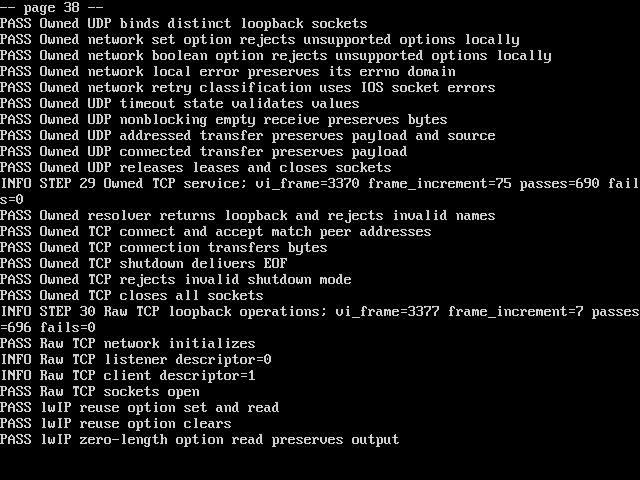 -- page 38 --
PASS Owned UDP binds distinct loopback sockets
PASS Owned network set option rejects unsupported options locally
PASS Owned network boolean option rejects unsupported options locally
PASS Owned network local error preserves its errno domain
PASS Owned network retry classification uses IOS socket errors
PASS Owned UDP timeout state validates values
PASS Owned UDP nonblocking empty receive preserves bytes
PASS Owned UDP addressed transfer preserves payload and source
PASS Owned UDP connected transfer preserves payload
PASS Owned UDP releases leases and closes sockets
INFO STEP 29 Owned TCP service; vi_frame=3370 frame_increment=75 passes=690 fail
s=0
PASS Owned resolver returns loopback and rejects invalid names
PASS Owned TCP connect and accept match peer addresses
PASS Owned TCP connection transfers bytes
PASS Owned TCP shutdown delivers EOF
PASS Owned TCP rejects invalid shutdown mode
PASS Owned TCP closes all sockets
INFO STEP 30 Raw TCP loopback operations; vi_frame=3377 frame_increment=7 passes
=696 fails=0
PASS Raw TCP network initializes
INFO Raw TCP listener descriptor=0
INFO Raw TCP client descriptor=1
PASS Raw TCP sockets open
PASS lwIP reuse option set and read
PASS lwIP reuse option clears
PASS lwIP zero-length option read preserves output